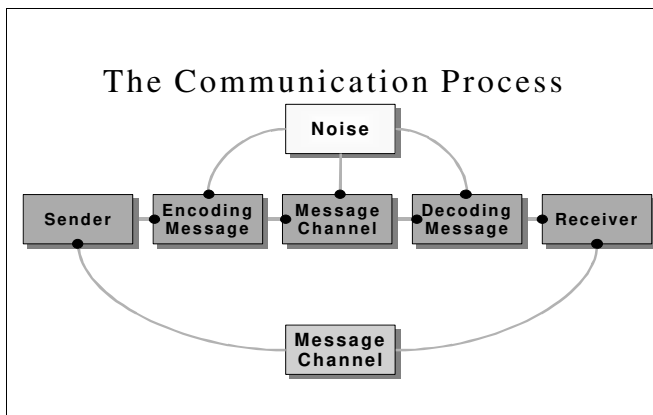 The Communication Process
Noise
Sender
Encoding
Message
Message
Channel
Decoding
Message
Receiver
Message
Channel